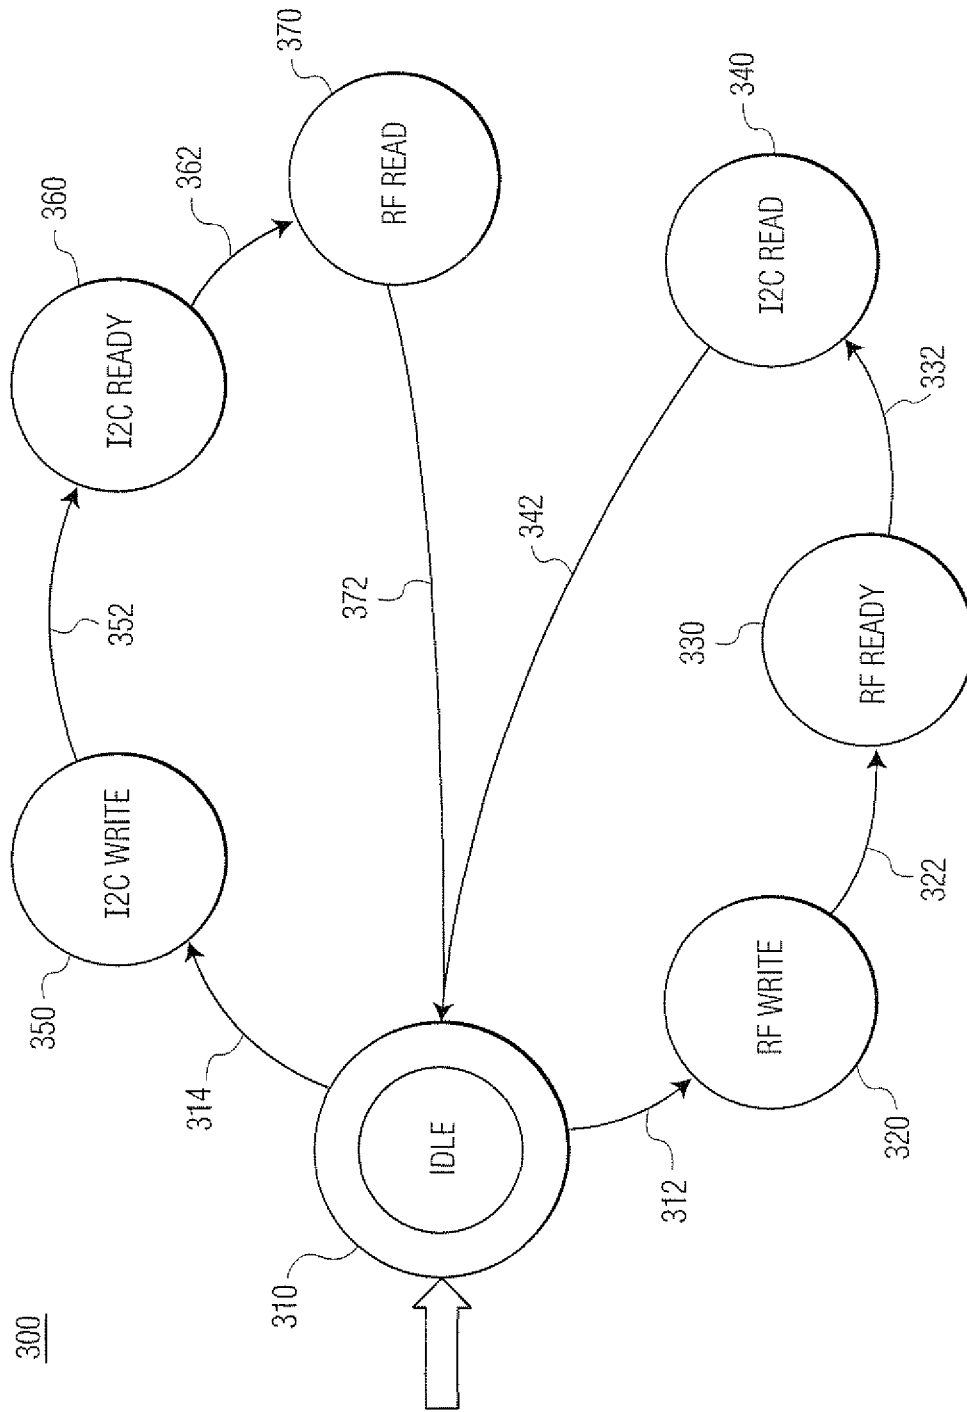 300
310
IDLE
312
314
350
I2C WRITE
352
360
I2C READY
362
370
RF READ
372
342
320
RF WRITE
322
330
RF READY
332
340
I2C READ